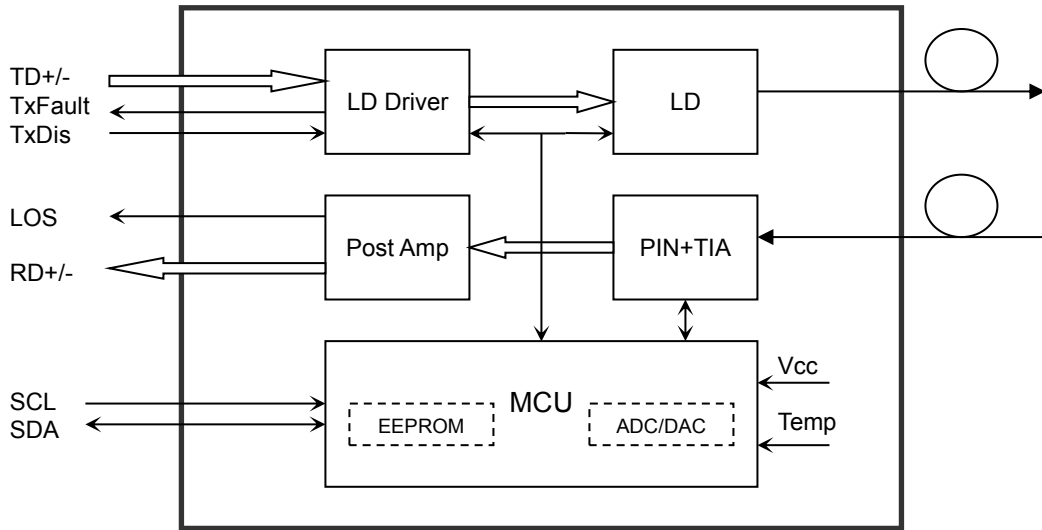 TD+/-
TxFault
TxDis
LD Driver
LD
LOS
RD+/-
Post Amp
PIN+TIA
SCL
SDA
MCU
EEPROM
ADC/DAC
Vcc
Temp